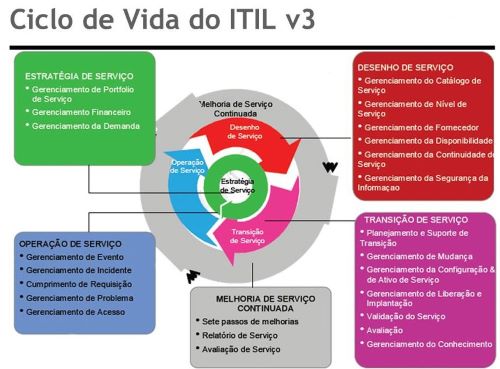 Ciclo de Vida do ITIL v3
ESTRATÉGIA DE SERVIÇO
• Gerenciamento de Portfolio
de Serviço
• Gerenciamento Financeiro
• Gerenciamento da Demanda
Melhoria de Serviço
Continuada
Desenho
de Serviço
Operação
de Serviço
Estratégia
de Serviço
Transição
de Serviço
DESENHO DE SERVIÇO
• Gerenciamento do Catálogo de
Serviço
• Gerenciamento de Nível de
Serviço
• Gerenciamento de Fornecedor
• Gerenciamento da Disponibilidade
• Gerenciamento da Continuidade de
Serviço
• Gerenciamento da Segurança da
Informaçao
OPERAÇÃO DE SERVIÇO
• Gerenciamento de Evento
• Gerenciamento de Incidente
• Cumprimento de Requisição
• Gerenciamento de Problema
• Gerenciamento de Acesso
MELHORIA DE SERVIÇO
CONTINUADA
• Sete passos de melhorias
• Relatório de Serviço
• Avaliação de Serviço
TRANSIÇÃO DE SERVIÇO
• Planejamento e Suporte de
Transição
• Gerenciamento de Mudança
• Gerenciamento da Configuração &
de Ativo de Serviço
• Gerenciamento de Liberação e
Implantação
• Validação do Serviço
• Avaliação
• Gerenciamento do Conhecimento